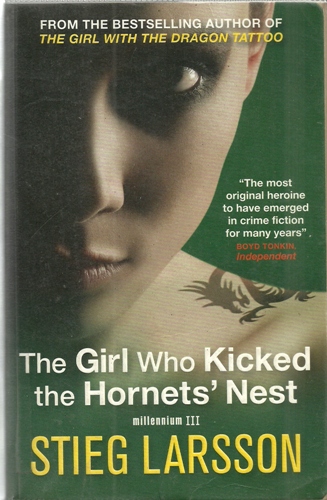 FROM THE BESTSELLING AUTHOR OF
THE GIRL WITH THE DRAGON TATTOO
“The most
original heroine
to have emerged
in crime fiction
for many years”
BOYD TONKIN,
Independent
The Girl Who Kicked
the Hornets’ Nest
millennium III
STIEG LARSSON